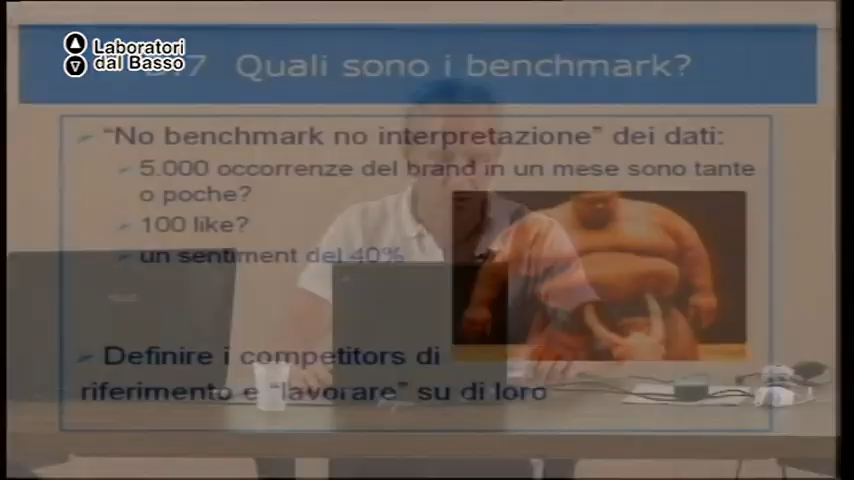 Laboratori
dal Basso
Quali sono i benchmark?
“No benchmark no interpretazione” dei dati:
5.000 occorrenze del brand in un mese sono tante
o poche?
100 like?
un sentiment del 40%
Definire i competitors di
riferimento e “lavorare” su di loro